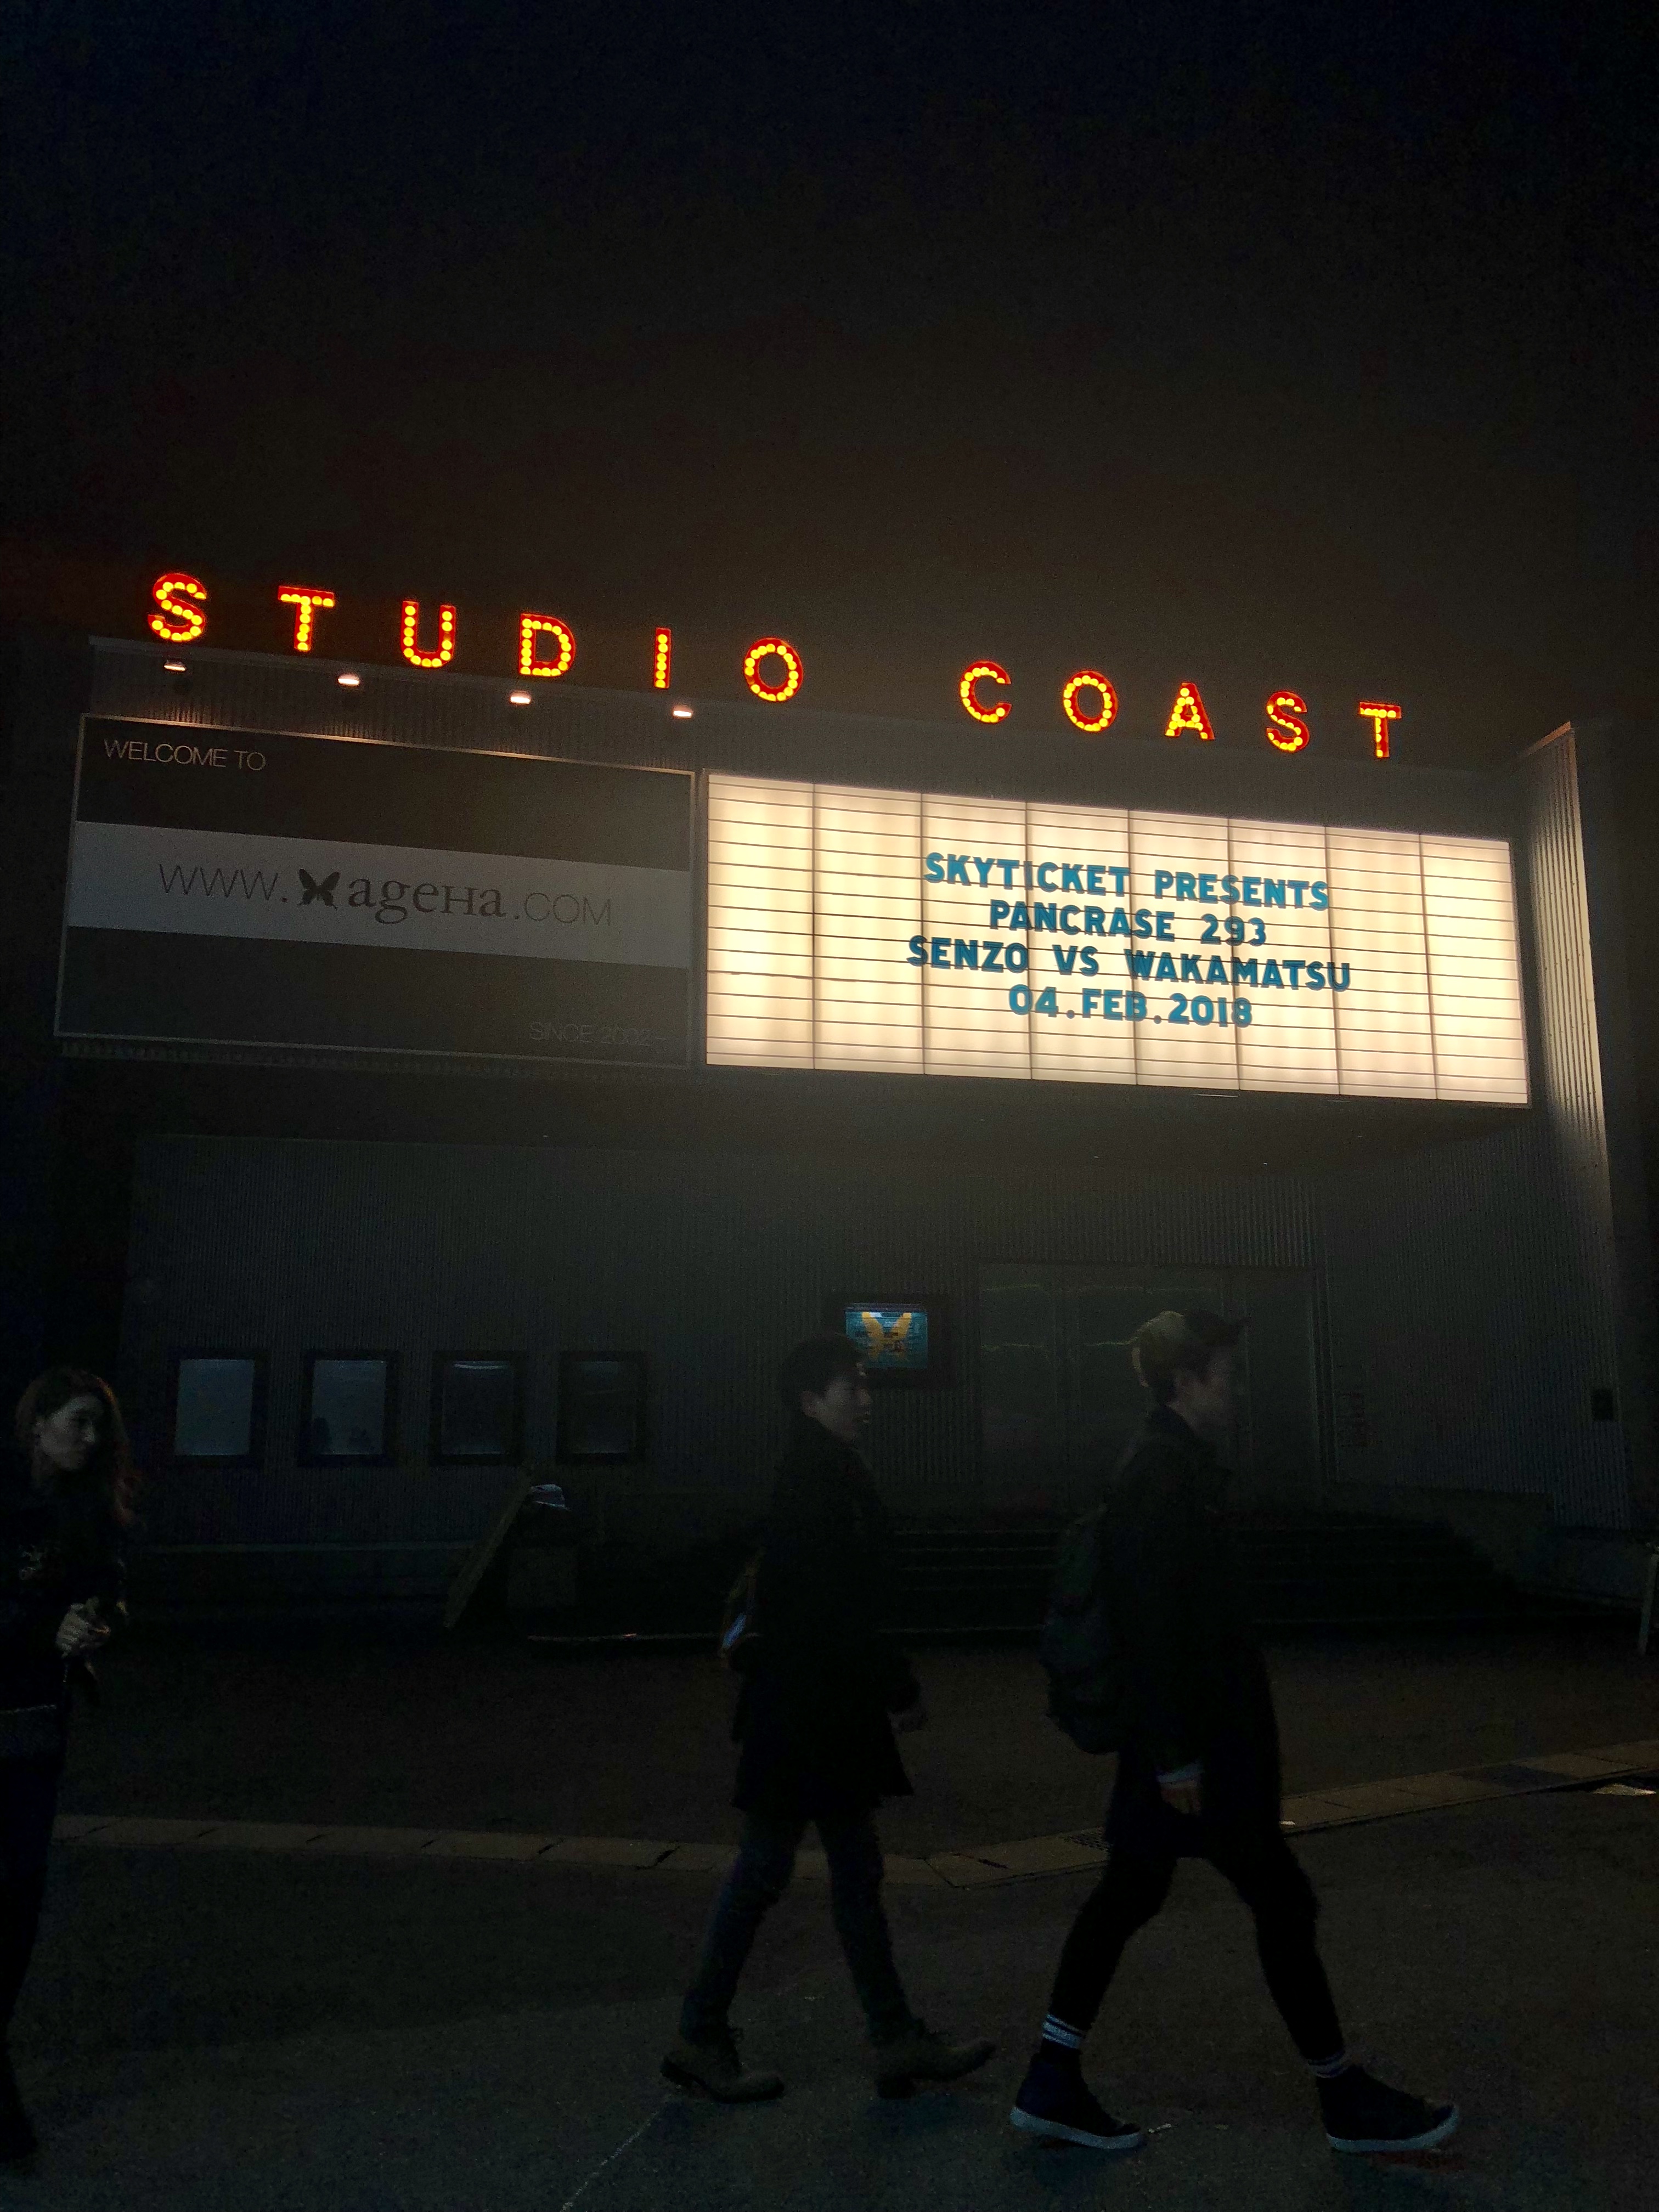 STUDIO COAST
WELCOME TO
WWW.ageHa.COM
SINCE 2002~
SKYTICKET PRESENTS
PANCRASE 293
SENZO VS WAKAMATSU
04.FEB.2018